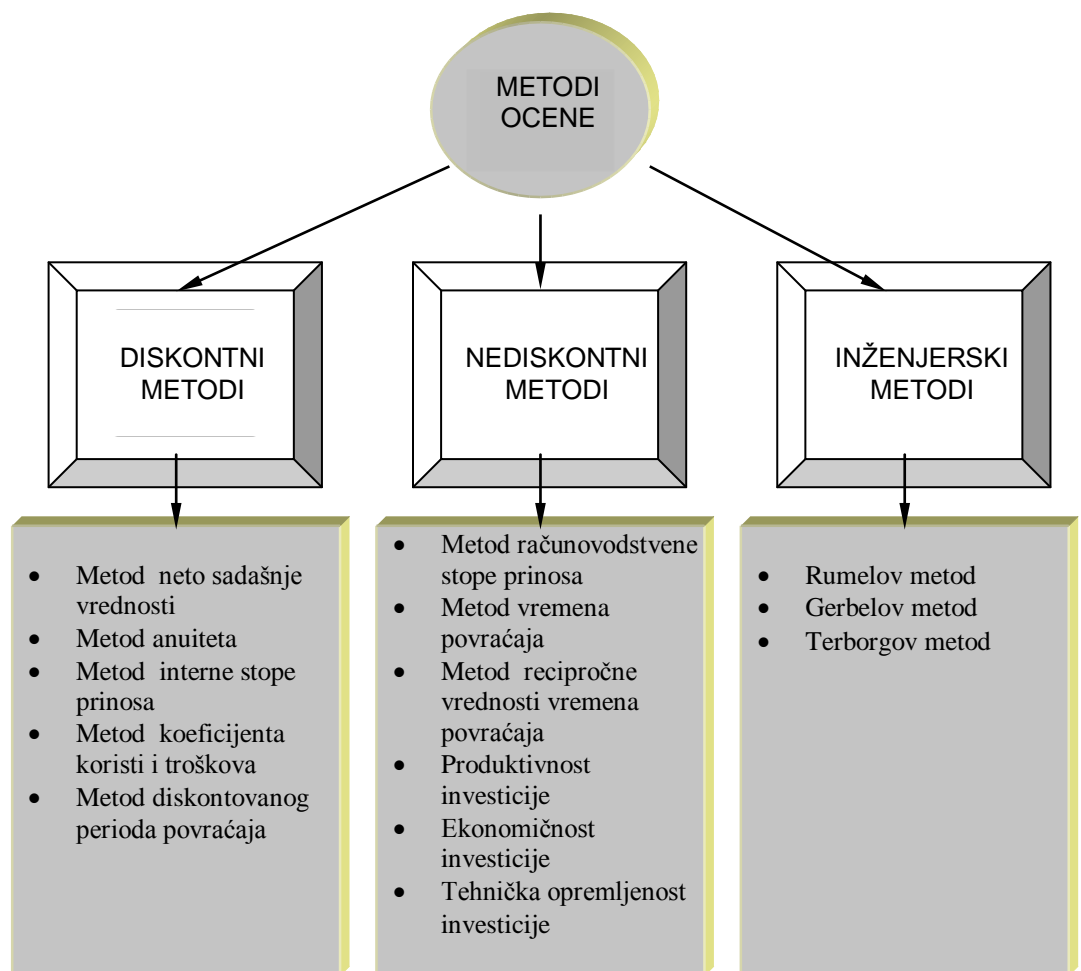 METODI
OCENE
DISKONTNI
METODI
NEDISKONTNI
METODI
INŽENJERSKI
METODI
• Metod neto sadašnje
vrednosti
• Metod anuiteta
• Metod interne stope
prinosa
• Metod koeficijenta
koristi i troškova
• Metod diskontovanog
perioda povraćaja
• Metod računovodstvene
stope prinosa
• Metod vremena
povraćaja
• Metod recipročne
vrednosti vremena
povraćaja
• Produktivnost
investicije
• Ekonomičnost
investicije
• Tehnička opremljenost
investicije
• Rumelov metod
• Gerbelov metod
• Terborgov metod